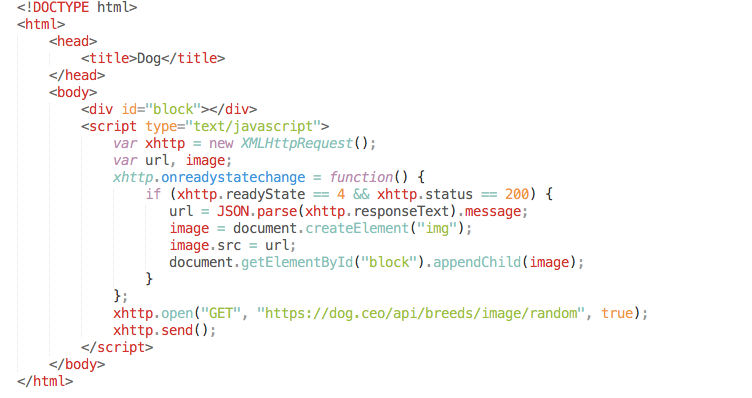 <!DOCTYPE html>
<html>
    <head>
        <title>Dog</title>
    </head>
    <body>
        <div id="block"></div>
        <script type="text/javascript">
            var xhttp = new XMLHttpRequest();
            var url, image;
            xhttp.onreadystatechange = function() {
                if (xhttp.readyState == 4 && xhttp.status == 200) {
                   url = JSON.parse(xhttp.responseText).message;
                   image = document.createElement("img");
                   image.src = url;
                   document.getElementById("block").appendChild(image);
                }
            };
            xhttp.open("GET", "https://dog.ceo/api/breeds/image/random", true);
            xhttp.send();
        </script>
    </body>
</html>